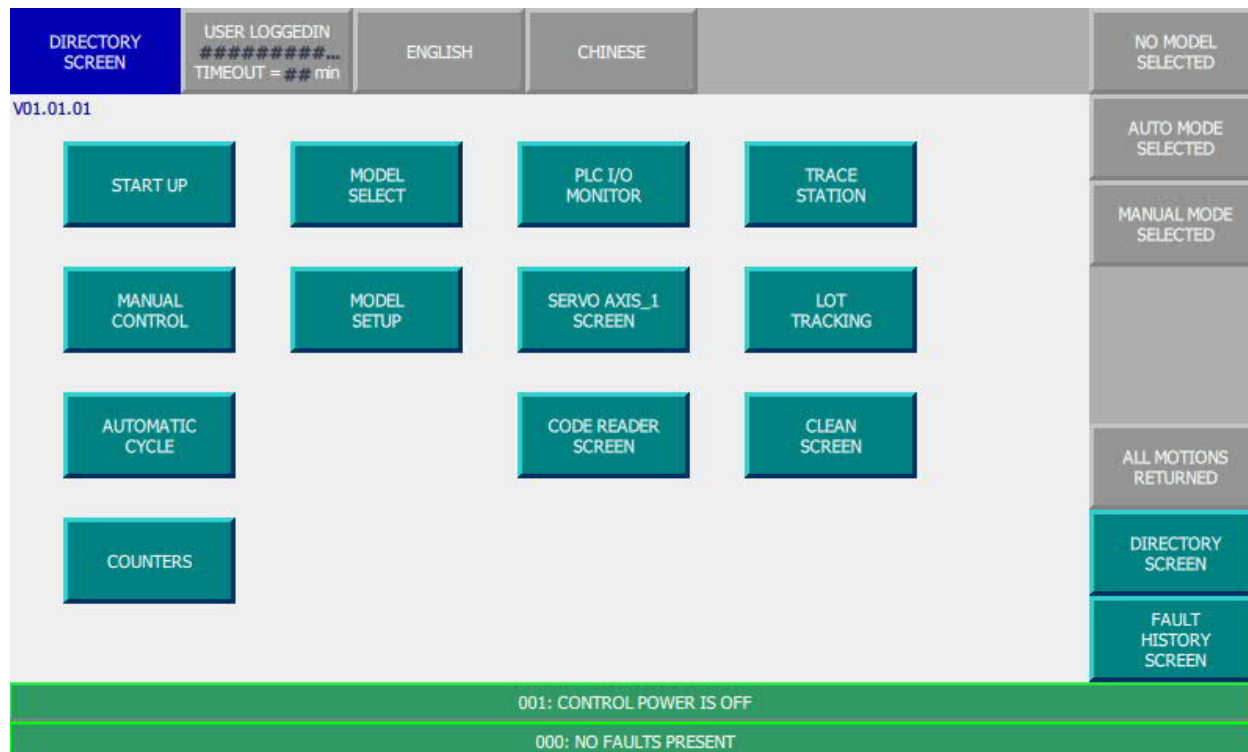 DIRECTORY
SCREEN
USER LOGGEDIN
#########...
TIMEOUT = ## min
ENGLISH
CHINESE
NO MODEL
SELECTED
V01.01.01
AUTO MODE
SELECTED
START UP
MODEL
SELECT
PLC I/O
MONITOR
TRACE
STATION
MANUAL MODE
SELECTED
MANUAL
CONTROL
MODEL
SETUP
SERVO AXIS_1
SCREEN
LOT
TRACKING
AUTOMATIC
CYCLE
CODE READER
SCREEN
CLEAN
SCREEN
ALL MOTIONS
RETURNED
COUNTERS
DIRECTORY
SCREEN
FAULT
HISTORY
SCREEN
001: CONTROL POWER IS OFF
000: NO FAULTS PRESENT